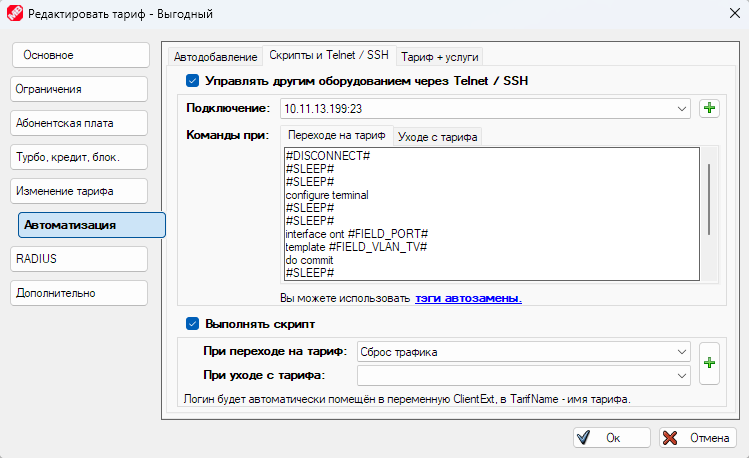 Редактировать тариф - Выгодный
Основное
Ограничения
Абонентская плата
Турбо, кредит, блок.
Изменение тарифа
Автоматизация
RADIUS
Дополнительно
Автодобавление
Скрипты и Telnet / SSH
Тариф + услуги
Управлять другим оборудованием через Telnet / SSH
Подключение:
10.11.13.199:23
Команды при:
Переходе на тариф
Уходе с тарифа
#DISCONNECT#
#SLEEP#
#SLEEP#
configure terminal
#SLEEP#
#SLEEP#
interface ont #FIELD_PORT#
template #FIELD_VLAN_TV#
do commit
#SLEEP#
Вы можете использовать тэги автозамены.
Выполнять скрипт
При переходе на тариф:
Сброс трафика
При уходе с тарифа:
Логин будет автоматически помещён в переменную ClientExt, в TarifName - имя тарифа.
Ок
Отмена